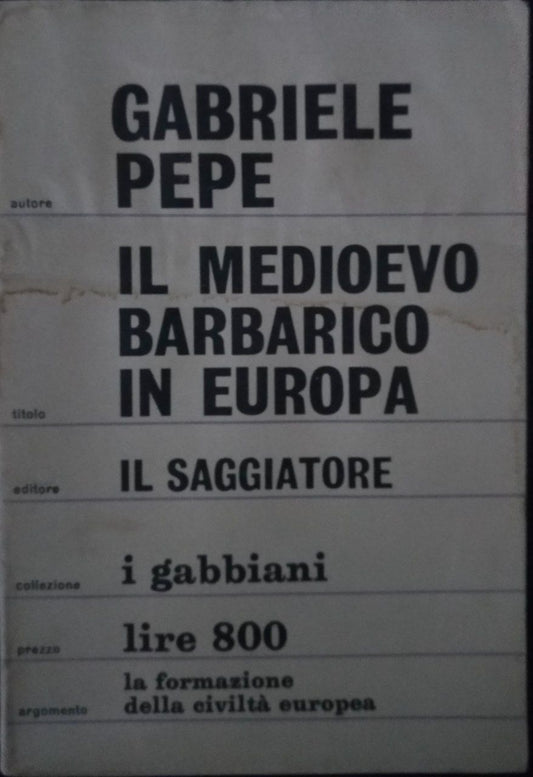 GABRIELE
autore PEPE
IL MEDIOEVO
BARBARICO
titolo IN EUROPA
editore IL SAGGIATORE
collezione i gabbiani
prezzo lire 800
la formazione
argomento della civiltà europea